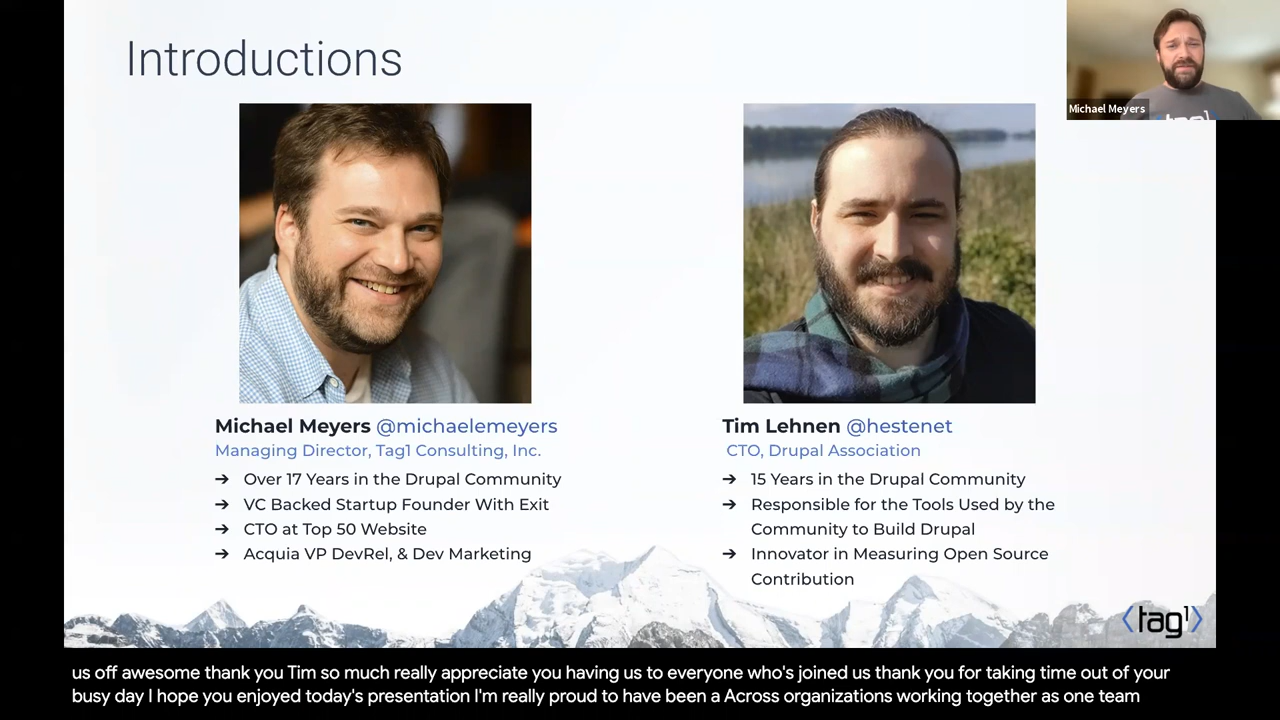 Introductions
Michael Meyers
Michael Meyers @michaelemeyers
Managing Director, Tag1 Consulting, Inc.
➔ Over 17 Years in the Drupal Community
➔ VC Backed Startup Founder With Exit
➔ CTO at Top 50 Website
➔ Acquia VP DevRel, & Dev Marketing
Tim Lehnen @hestenet
CTO, Drupal Association
➔ 15 Years in the Drupal Community
➔ Responsible for the Tools Used by the
Community to Build Drupal
➔ Innovator in Measuring Open Source
Contribution
tag1
us off awesome thank you Tim so much really appreciate you having us to everyone who's joined us thank you for taking time out of your
busy day I hope you enjoyed today's presentation I'm really proud to have been a Across organizations working together as one team